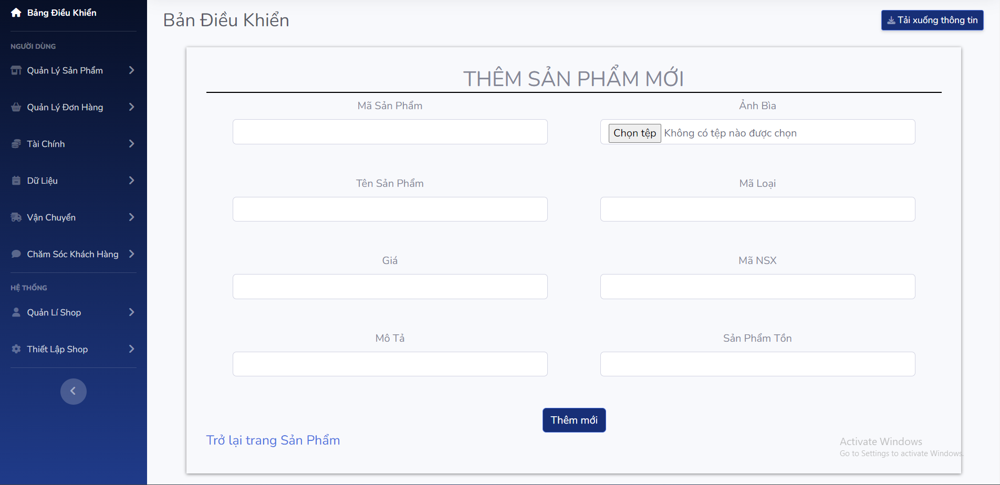 Bảng Điều Khiển
NGƯỜI DÙNG
Quản Lý Sản Phẩm
Quản Lý Đơn Hàng
Tài Chính
Dữ Liệu
Vận Chuyển
Chăm Sóc Khách Hàng
HỆ THỐNG
Quản Lí Shop
Thiết Lập Shop
Bản Điều Khiển
Tải xuống thông tin
THÊM SẢN PHẨM MỚI
Mã Sản Phẩm
Ảnh Bìa
Chọn tệp Không có tệp nào được chọn
Tên Sản Phẩm
Mã Loại
Giá
Mã NSX
Mô Tả
Sản Phẩm Tồn
Thêm mới
Trở lại trang Sản Phẩm
Activate Windows
Go to Settings to activate Windows.